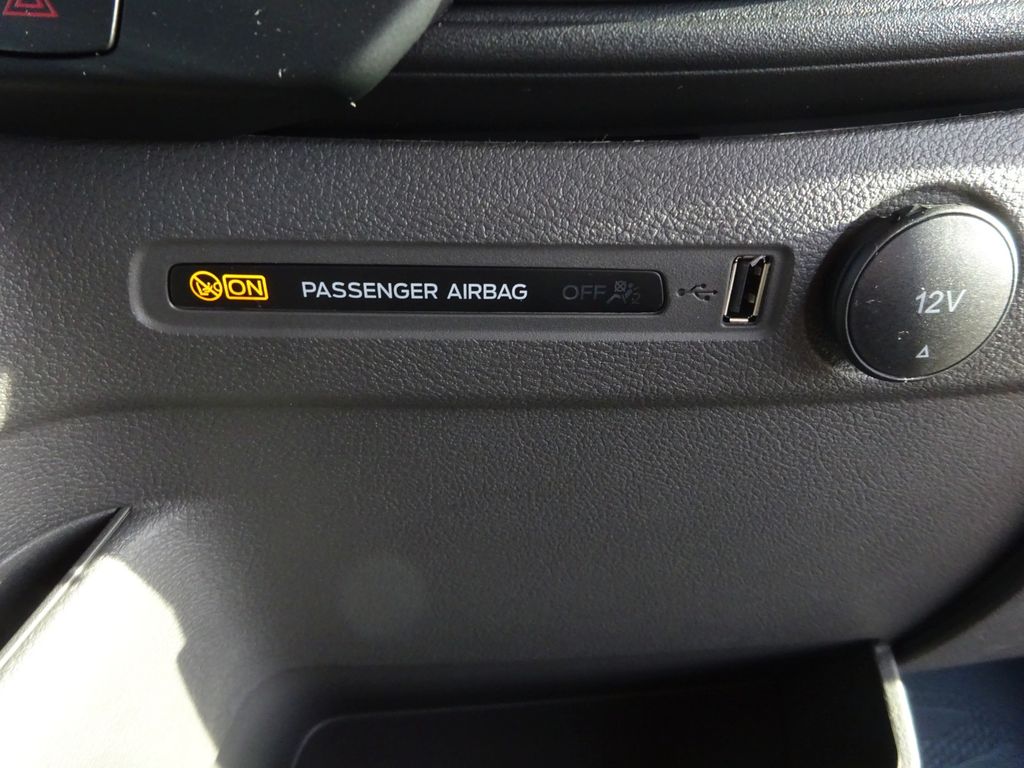 ON PASSENGER AIRBAG OFF
12V